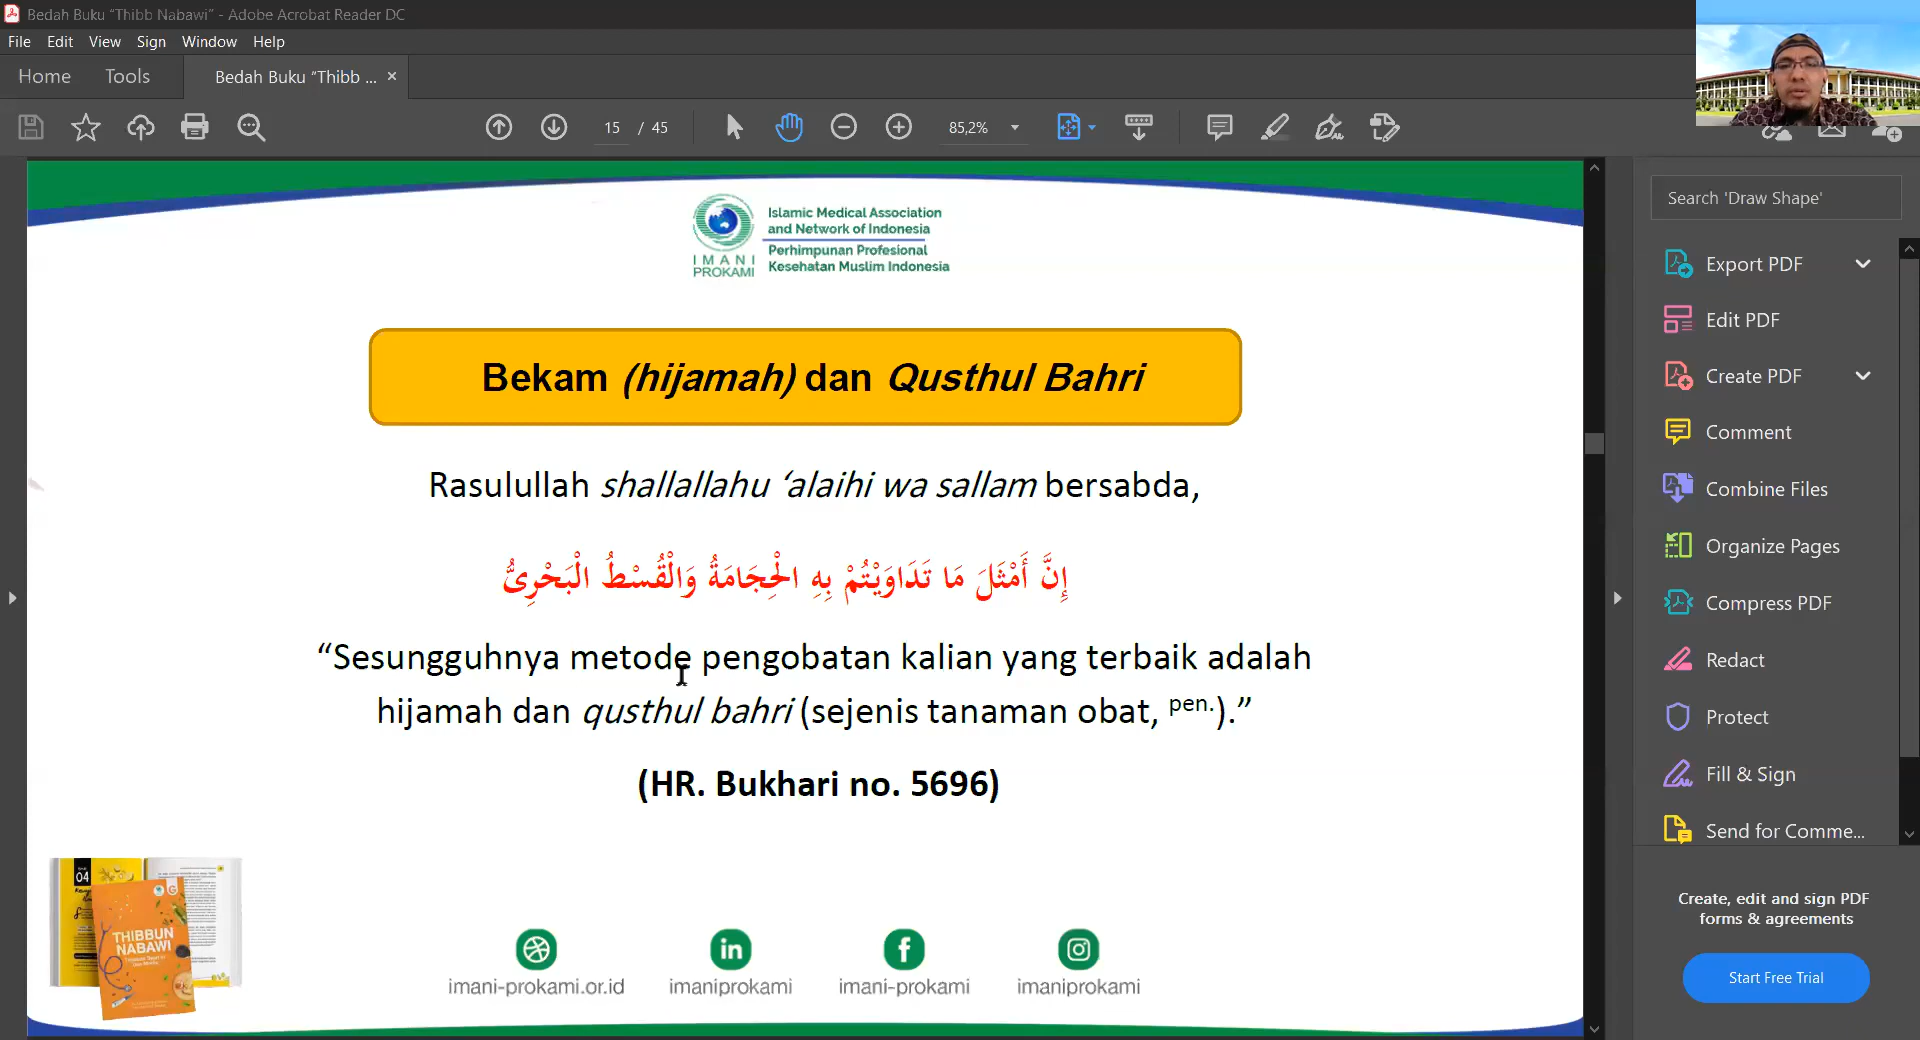 Bedah Buku “Thibb Nabawi” - Adobe Acrobat Reader DC
File Edit View Sign Window Help
Home Tools Bedah Buku “Thibb ... ×
15 / 45 85,2%
Search 'Draw Shape'
Islamic Medical Association
and Network of Indonesia
Perhimpunan Profesional
Kesehatan Muslim Indonesia
IMANI
PROKAMI
Bekam (hijamah) dan Qusthul Bahri
Rasulullah shallallahu ‘alaihi wa sallam bersabda,
إِنَّ أَمْثَلَ مَا تَدَاوَيْتُمْ بِهِ الْحِجَامَةُ وَالْقُسْطُ الْبَحْرِىُّ
“Sesungguhnya metode pengobatan kalian yang terbaik adalah
hijamah dan qusthul bahri (sejenis tanaman obat, pen.).”
(HR. Bukhari no. 5696)
04
THIBBUN
NABAWI
imani-prokami.or.id imaniprokami imani-prokami imaniprokami
Export PDF
Edit PDF
Create PDF
Comment
Combine Files
Organize Pages
Compress PDF
Redact
Protect
Fill & Sign
Send for Comme...
Create, edit and sign PDF
forms & agreements
Start Free Trial